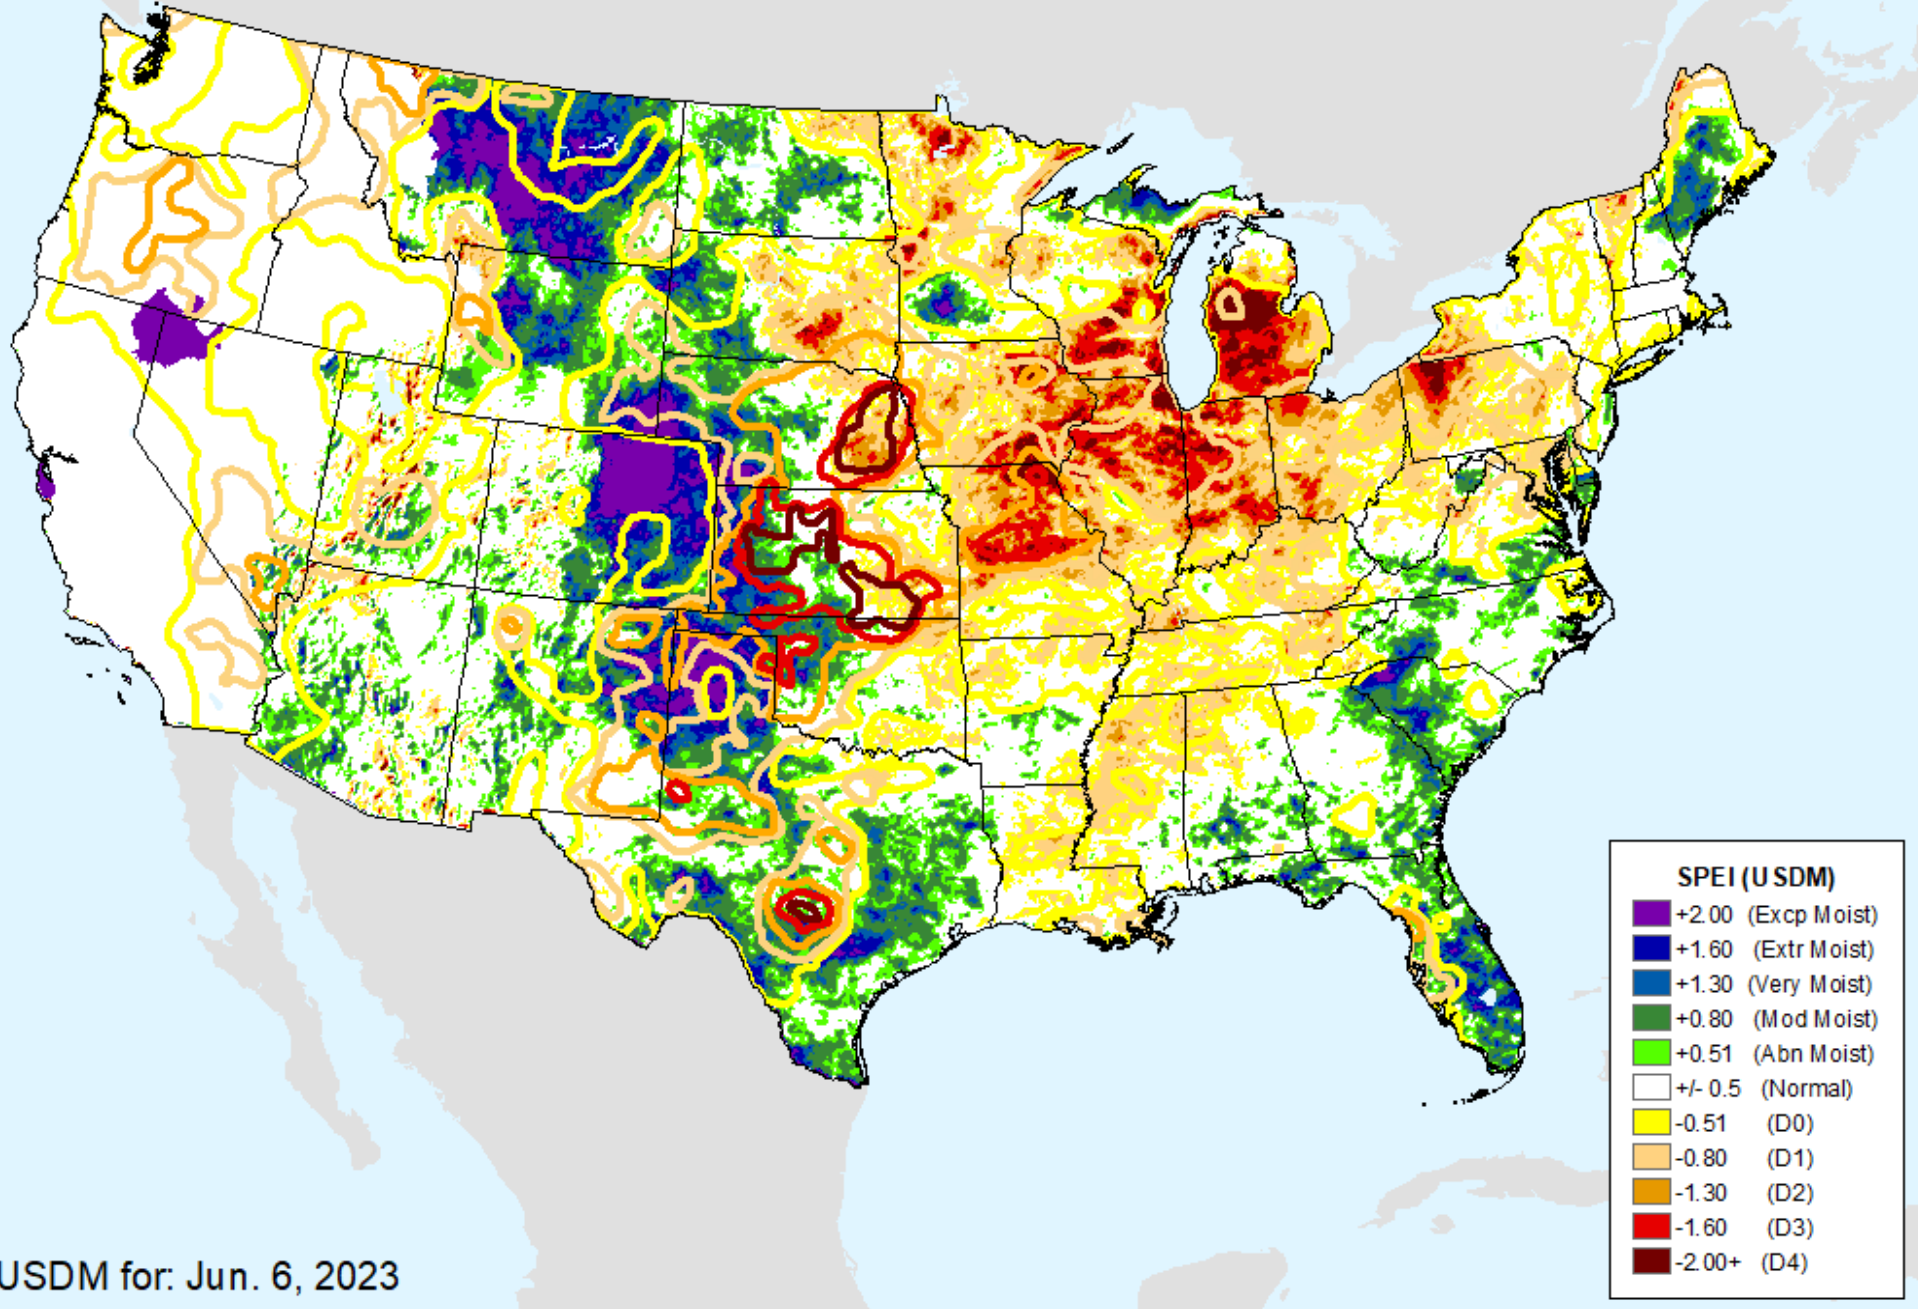 SPEI (USDM)
+2.00 (Excp Moist)
+1.60 (Extr Moist)
+1.30 (Very Moist)
+0.80 (Mod Moist)
+0.51 (Abn Moist)
+/- 0.5 (Normal)
-0.51 (D0)
-0.80 (D1)
-1.30 (D2)
-1.60 (D3)
-2.00+ (D4)
USDM for: Jun. 6, 2023